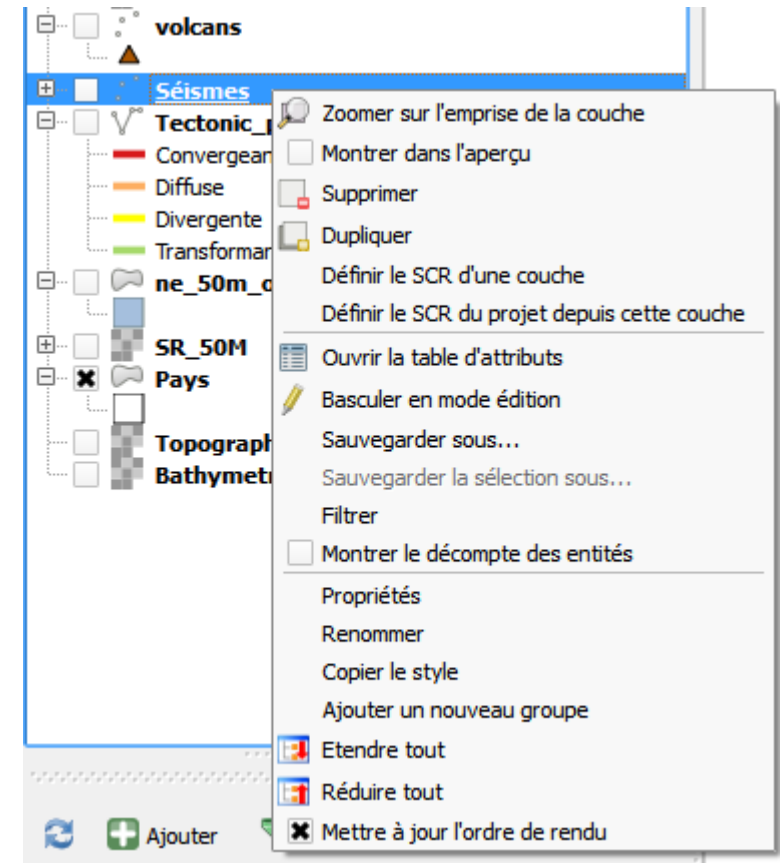 volcans
Séismes
Tectonic_
Convergean
Diffuse
Divergente
Transforman
ne_50m_o
SR_50M
Pays
Topograph
Bathymet
Zoomer sur l'emprise de la couche
Montrer dans l'aperçu
Supprimer
Dupliquer
Définir le SCR d'une couche
Définir le SCR du projet depuis cette couche
Ouvrir la table d'attributs
Basculer en mode édition
Sauvegarder sous...
Sauvegarder la sélection sous...
Filtrer
Montrer le décompte des entités
Propriétés
Renommer
Copier le style
Ajouter un nouveau groupe
Etendre tout
Réduire tout
Mettre à jour l'ordre de rendu
Ajouter